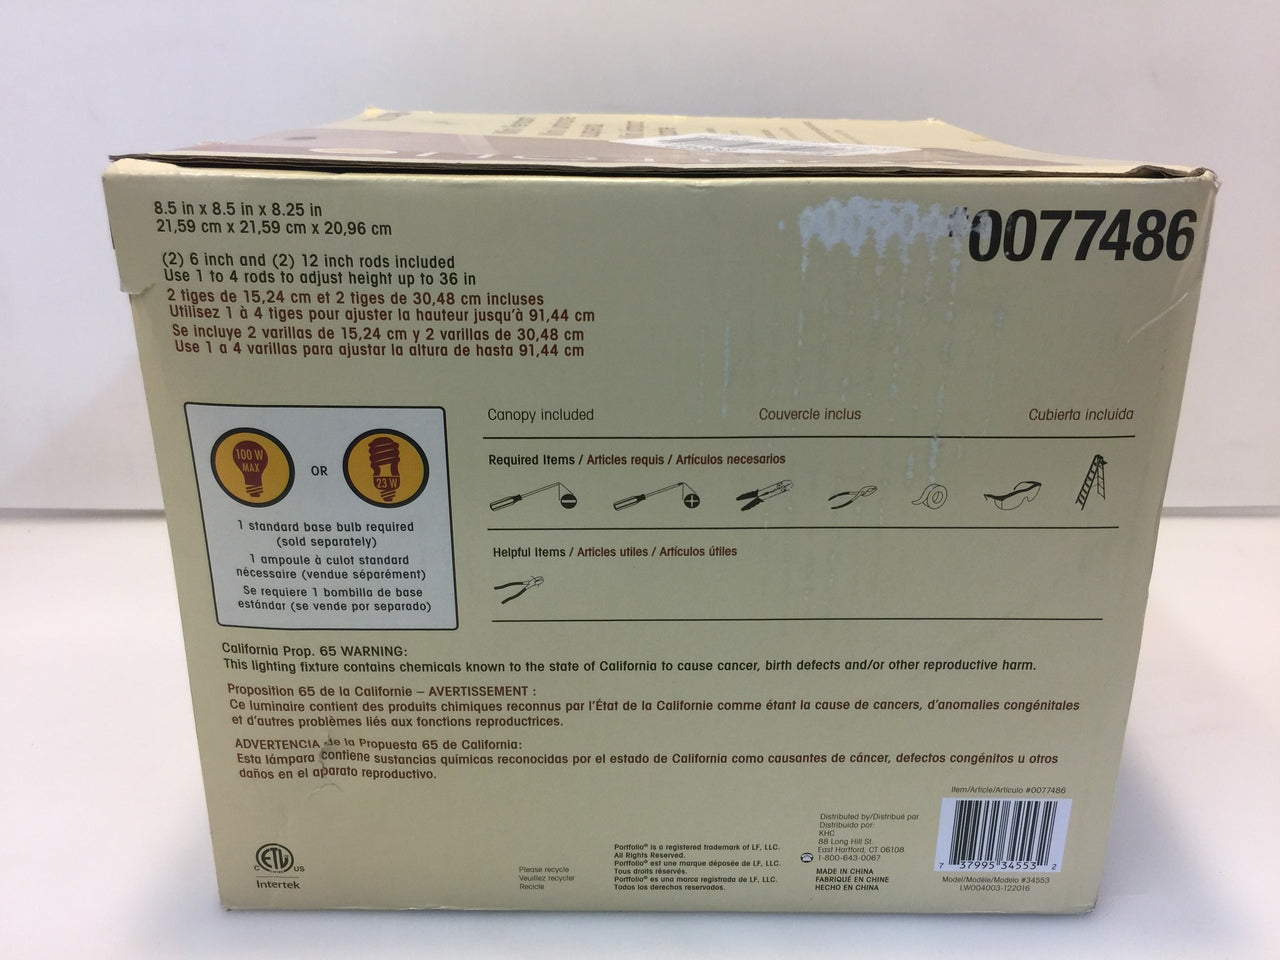 8.5 in x 8.5 in x 8.25 in
21,59 cm x 21,59 cm x 20,96 cm
(2) 6 inch and (2) 12 inch rods included
Use 1 to 4 rods to adjust height up to 36 in
2 tiges de 15,24 cm et 2 tiges de 30,48 cm incluses
Utilisez 1 à 4 tiges pour ajuster la hauteur jusqu'à 91,44 cm
Se incluye 2 varillas de 15,24 cm y 2 varillas de 30,48 cm
Use 1 a 4 varillas para ajustar la altura de hasta 91,44 cm
#0077486
100 W
MAX
OR
23 W
1 standard base bulb required
(sold separately)
1 ampoule à culot standard
nécessaire (vendue séparément)
Se requiere 1 bombilla de base
estándar (se vende por separado)
Canopy included
Couvercle inclus
Cubierta incluida
Required Items / Articles requis / Artículos necesarios
Helpful Items / Articles utiles / Artículos útiles
California Prop. 65 WARNING:
This lighting fixture contains chemicals known to the state of California to cause cancer, birth defects and/or other reproductive harm.
Proposition 65 de la Californie – AVERTISSEMENT :
Ce luminaire contient des produits chimiques reconnus par l'État de la Californie comme étant la cause de cancers, d'anomalies congénitales
et d'autres problèmes liés aux fonctions reproductrices.
ADVERTENCIA de la Propuesta 65 de California:
Esta lámpara contiene sustancias químicas reconocidas por el estado de California como causantes de cáncer, defectos congénitos u otros
daños en el aparato reproductivo.
C ETL US
Intertek
Please recycle
Veuillez recycler
Recicle
Portfolio® is a registered trademark of LF, LLC.
All Rights Reserved.
Portfolio® est une marque déposée de LF, LLC.
Tous droits réservés.
Portfolio® es una marca registrada de LF, LLC.
Todos los derechos reservados.
Distributed by/Distribué par
Distribuido por:
KHC
88 Long Hill St.
East Hartford, CT 06108
1-800-643-0067
MADE IN CHINA
FABRIQUÉ EN CHINE
HECHO EN CHINA
Item/Article/Artículo #0077486
7 37995 34553 2
Model/Modèle/Modelo #34553
LW004003-122016